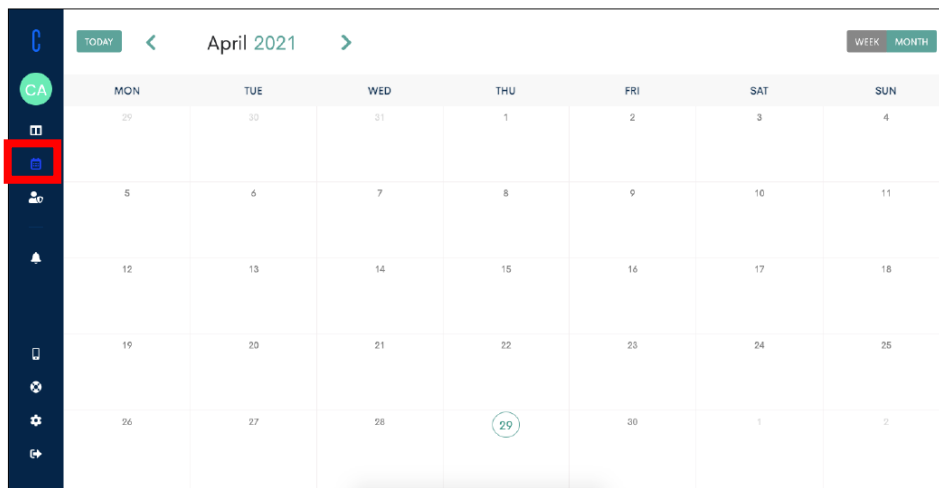 C
TODAY April 2021 WEEK MONTH
CA
MON TUE WED THU FRI SAT SUN
29 30 31 1 2 3 4
5 6 7 8 9 10 11
12 13 14 15 16 17 18
19 20 21 22 23 24 25
26 27 28 29 30 1 2